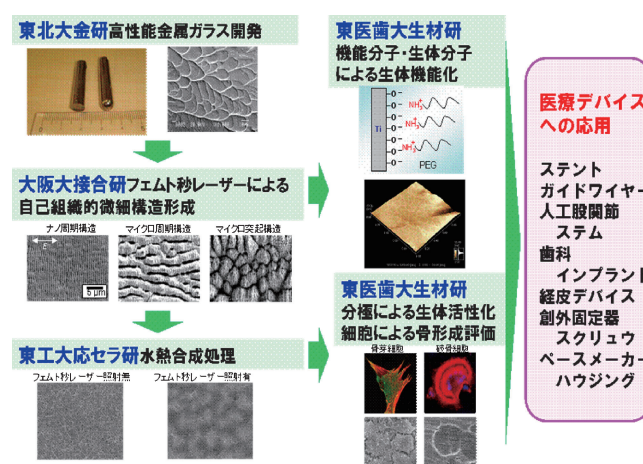 東北大金研高性能金属ガラス開発
大阪大接合研フェムト秒レーザーによる
自己組織的微細構造形成
ナノ周期構造
マイクロ周期構造
マイクロ突起構造
E
5 μm
東工大応セラ研水熱合成処理
フェムト秒レーザー照射無
フェムト秒レーザー照射有
東医歯大生材研
機能分子・生体分子
による生体機能化
Ti
-O-
NH3+
-O-
-O-
NH3+
-O-
NH3+
-O-
PEG
東医歯大生材研
分極による生体活性化
細胞による骨形成評価
骨芽細胞
破骨細胞
医療デバイス
への応用
ステント
ガイドワイヤー
人工股関節
ステム
歯科
インプラント
経皮デバイス
創外固定器
スクリュウ
ペースメーカー
ハウジング